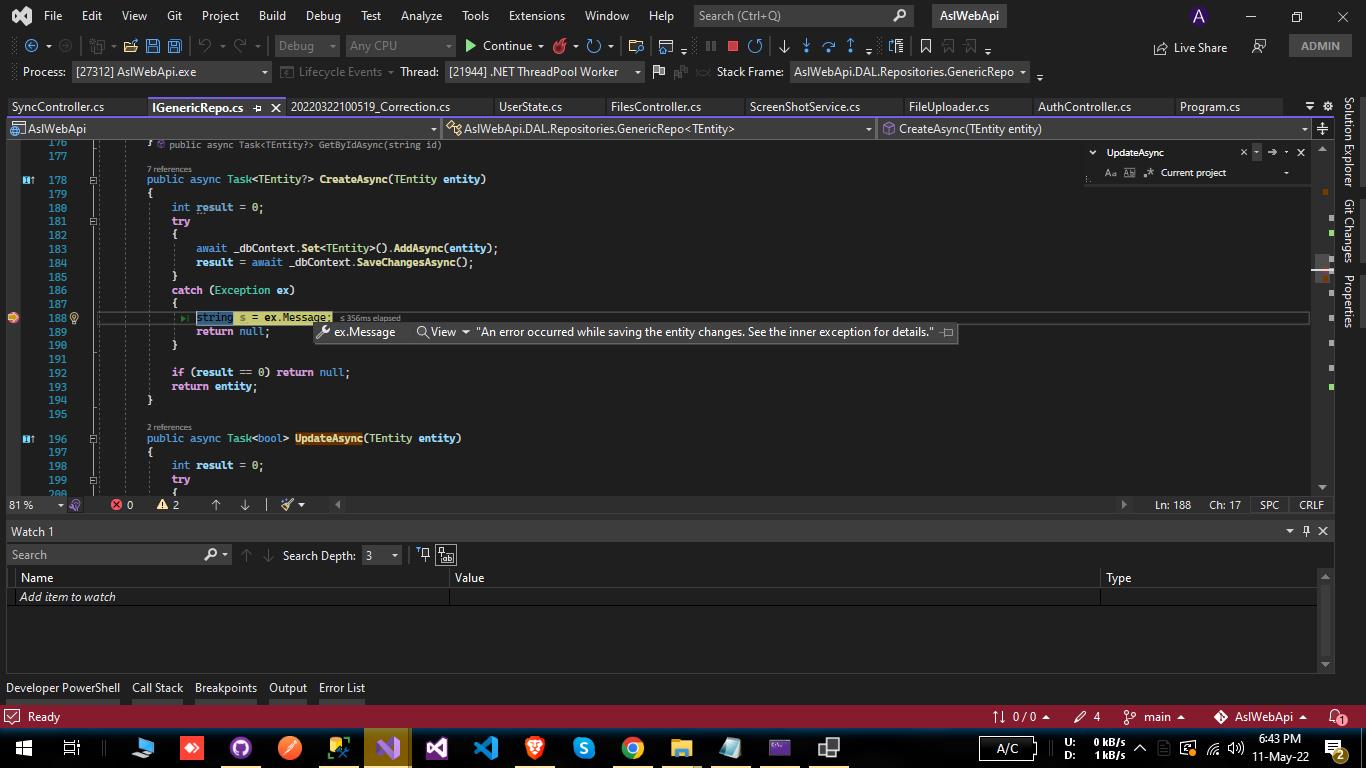 File Edit View Git Project Build Debug Test Analyze Tools Extensions Window Help Search (Ctrl+Q) AslWebApi A
Debug Any CPU Continue Live Share ADMIN
Process: [27312] AslWebApi.exe Lifecycle Events Thread: [21944] .NET ThreadPool Worker Stack Frame: AslWebApi.DAL.Repositories.GenericRepo
SyncController.cs IGenericRepo.cs 20220322100519_Correction.cs UserState.cs FilesController.cs ScreenShotService.cs FileUploader.cs AuthController.cs Program.cs
AslWebApi AslWebApi.DAL.Repositories.GenericRepo<TEntity> CreateAsync(TEntity entity)
176 } public async Task<TEntity?> GetByIdAsync(string id)
177
7 references
178 public async Task<TEntity?> CreateAsync(TEntity entity)
179 {
180 int result = 0;
181 try
182 {
183 await _dbContext.Set<TEntity>().AddAsync(entity);
184 result = await _dbContext.SaveChangesAsync();
185 }
186 catch (Exception ex)
187 {
188 string s = ex.Message; ≤ 356ms elapsed
189 return null;
190 }
191
192 if (result == 0) return null;
193 return entity;
194 }
195
2 references
196 public async Task<bool> UpdateAsync(TEntity entity)
197 {
198 int result = 0;
199 try
200 {
ex.Message View "An error occurred while saving the entity changes. See the inner exception for details."
UpdateAsync
Aa Ab .* Current project
Solution Explorer
Git Changes
Properties
81 % 0 2 Ln: 188 Ch: 17 SPC CRLF
Watch 1
Search Search Depth: 3
Name Value Type
Add item to watch
Developer PowerShell Call Stack Breakpoints Output Error List
Ready 0 / 0 4 main AslWebApi 1
A/C U: 0 kB/s 6:43 PM
D: 1 kB/s 11-May-22 2